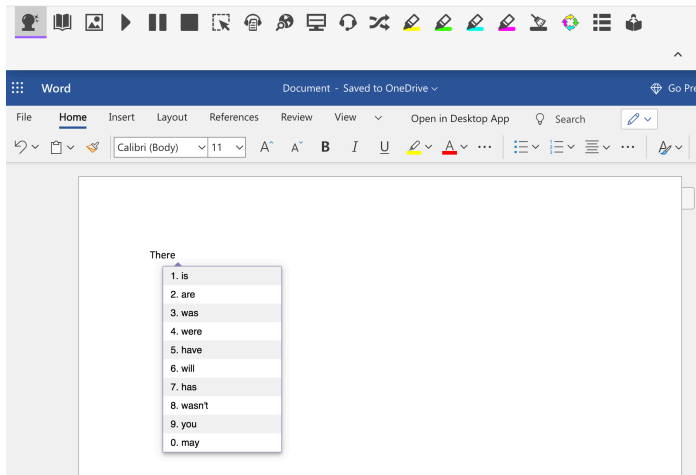 Word Document - Saved to OneDrive Go Pre
File Home Insert Layout References Review View Open in Desktop App Search
Calibri (Body) 11 A A B I U A
There
1. is
2. are
3. was
4. were
5. have
6. will
7. has
8. wasn't
9. you
0. may